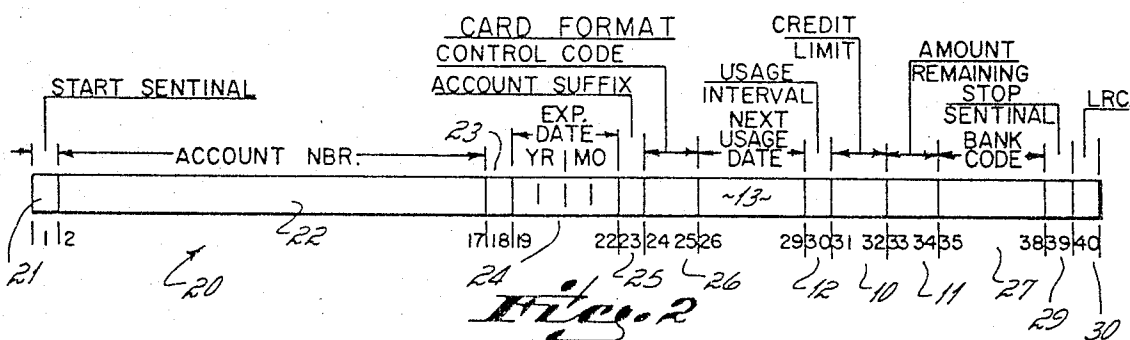 CARD FORMAT
CREDIT
LIMIT
CONTROL CODE
AMOUNT
REMAINING
START SENTINAL
ACCOUNT SUFFIX
USAGE
INTERVAL
STOP
SENTINAL
LRC
23
EXP.
DATE
NEXT
USAGE
DATE
BANK
CODE
ACCOUNT NBR.
YR MO
~13~
1 2 17 18 19 22 23 24 25 26 29 30 31 32 33 34 35 38 39 40
21 20 22 24 25 26 12 10 11 27 29 30
Fig. 2